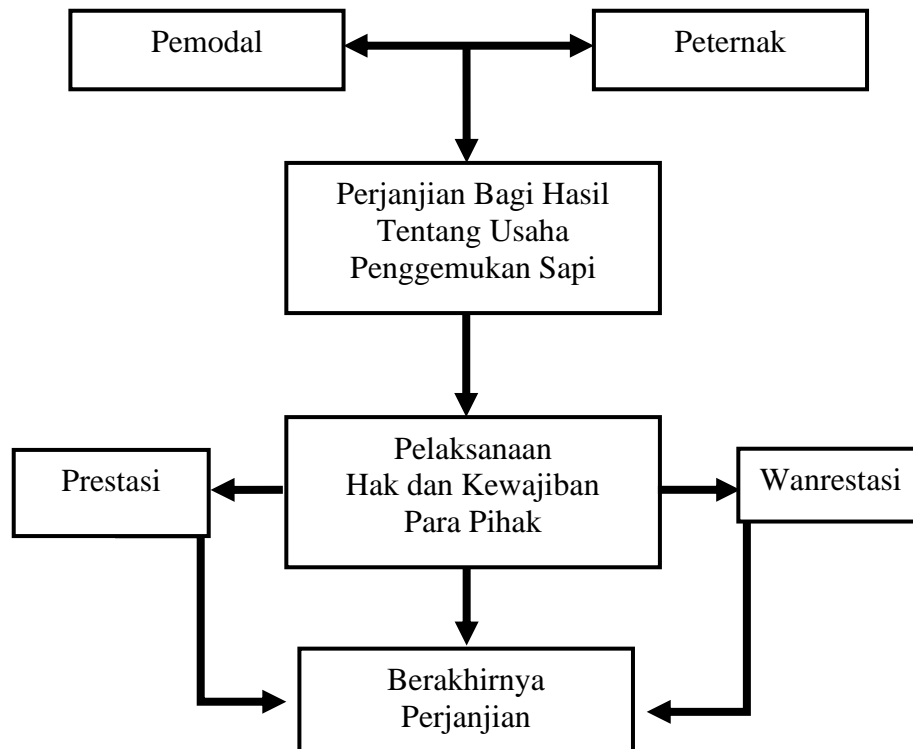 Pemodal
Peternak
Perjanjian Bagi Hasil
Tentang Usaha
Penggemukan Sapi
Prestasi
Pelaksanaan
Hak dan Kewajiban
Para Pihak
Wanrestasi
Berakhirnya
Perjanjian